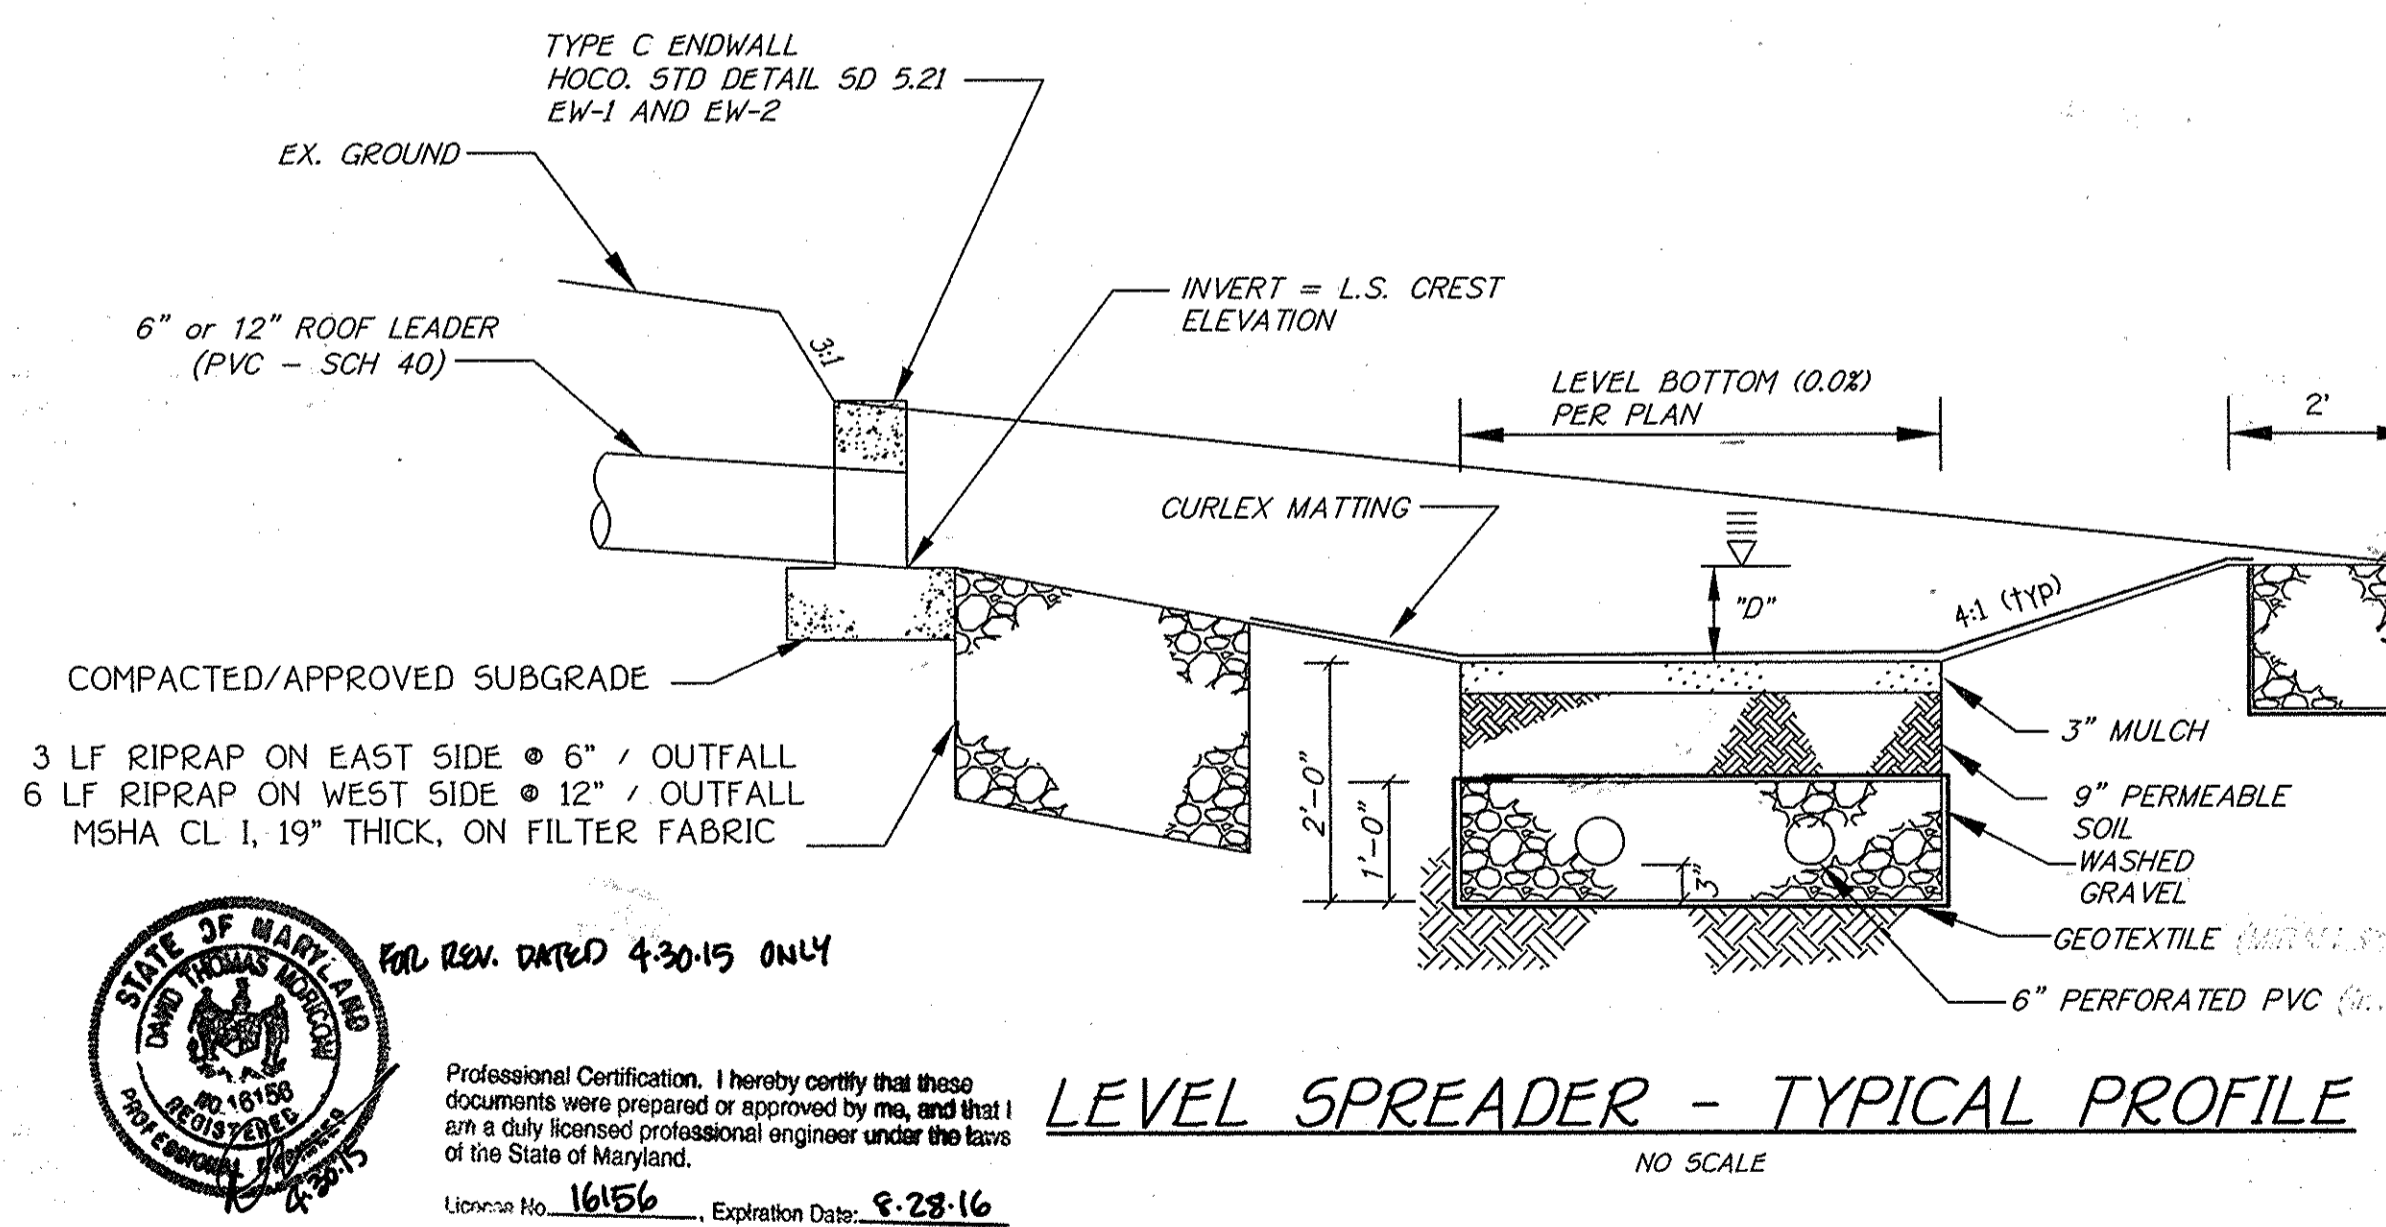 TYPE C ENDWALL
HOCO. STD DETAIL SD 5.21
EW-1 AND EW-2
EX. GROUND
INVERT = L.S. CREST
ELEVATION
6" or 12" ROOF LEADER
(PVC - SCH 40)
3:1
LEVEL BOTTOM (0.0%)
PER PLAN
2'
CURLEX MATTING
"D"
4:1 (typ)
COMPACTED/APPROVED SUBGRADE
3" MULCH
3 LF RIPRAP ON EAST SIDE @ 6" / OUTFALL
6 LF RIPRAP ON WEST SIDE @ 12" / OUTFALL
MSHA CL I, 19" THICK, ON FILTER FABRIC
2'-0"
1'-0"
3"
9" PERMEABLE
SOIL
WASHED
GRAVEL
GEOTEXTILE
6" PERFORATED PVC
STATE OF MARYLAND
DAVID THOMAS MORICONI
NO. 16156
REGISTERED
PROFESSIONAL ENGINEER
4.30.15
FOR REV. DATED 4.30.15 ONLY
Professional Certification. I hereby certify that these
documents were prepared or approved by me, and that I
am a duly licensed professional engineer under the laws
of the State of Maryland.
License No. 16156, Expiration Date: 8.28.16
LEVEL SPREADER - TYPICAL PROFILE
NO SCALE